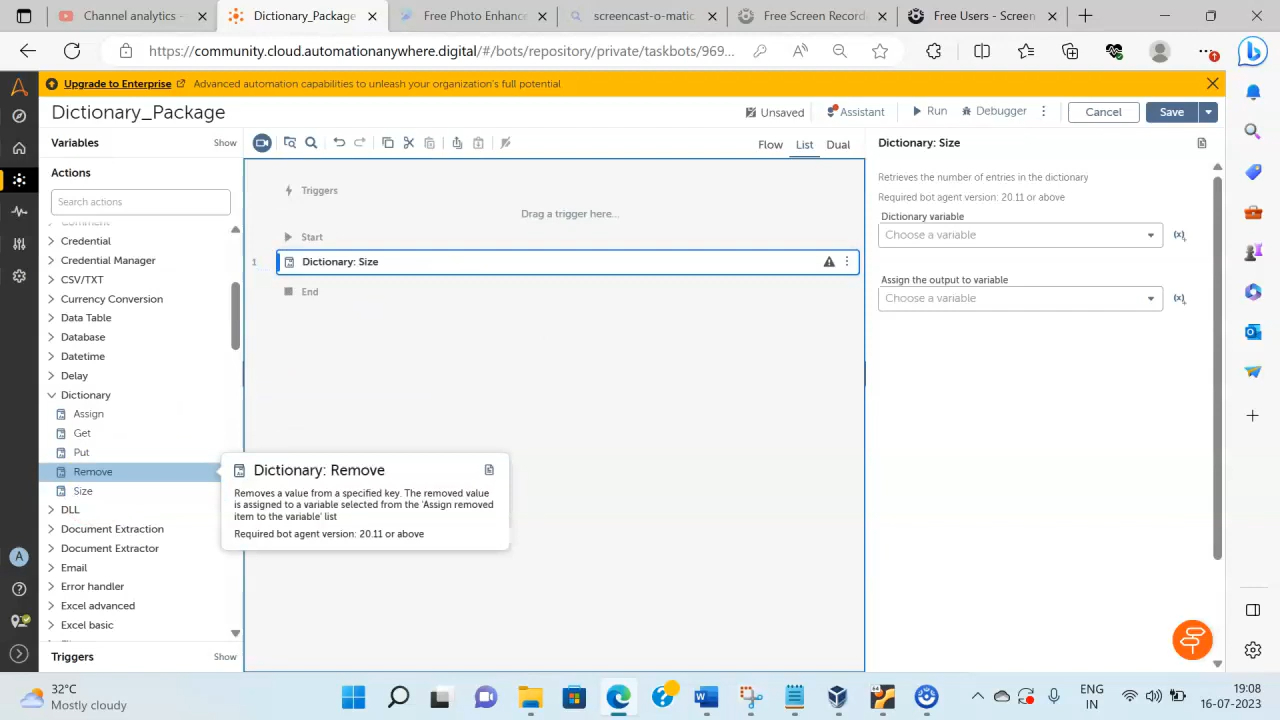 Free Photo Enhance
screencast-o-matic
Free Screen Record
Free Users - Screen
https://community.cloud.automationanywhere.digital/#/bots/repository/private/taskbots/969...
Upgrade to Enterprise
Advanced automation capabilities to unleash your organization's full potential.
Dictionary_Package
Unsaved
Assistant
Run
Debugger
Cancel
Save
Variables
Show
Flow
List
Dual
Dictionary: Size
Actions
Search actions
Comment
Credential
Credential Manager
CSV/TXT
Currency Conversion
Data Table
Database
Datetime
Delay
Dictionary
Assign
Get
Put
Remove
Size
DLL
Document Extraction
Document Extractor
Email
Error handler
Excel advanced
Excel basic
Triggers
Show
Triggers
Drag a trigger here...
Start
1
Dictionary: Size
End
Dictionary: Remove
Removes a value from a specified key. The removed value
is assigned to a variable selected from the 'Assign removed
item to the variable' list
Required bot agent version: 20.11 or above
Retrieves the number of entries in the dictionary
Required bot agent version: 20.11 or above
Dictionary variable
Choose a variable
(x)
Assign the output to variable
Choose a variable
(x)
A
32°C
Mostly cloudy
ENG
IN
19:08
16-07-2023